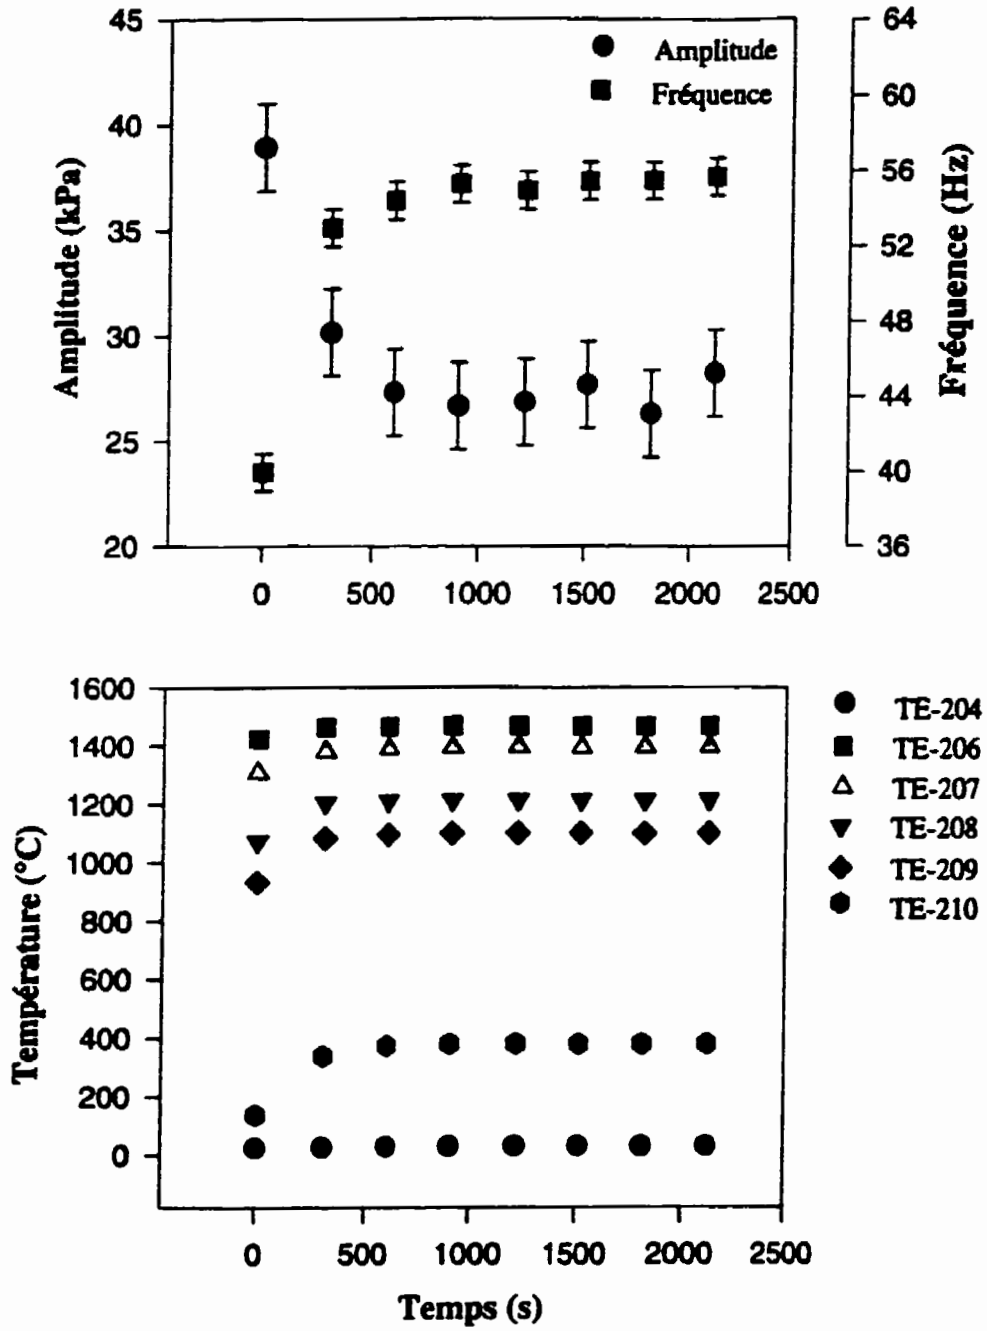 45
40
35
30
25
20
Amplitude (kPa)
Amplitude
Fréquence
64
60
56
52
48
44
40
36
Fréquence (Hz)
0 500 1000 1500 2000 2500
1600
1400
1200
1000
800
600
400
200
0
Température (°C)
TE-204
TE-206
TE-207
TE-208
TE-209
TE-210
0 500 1000 1500 2000 2500
Temps (s)